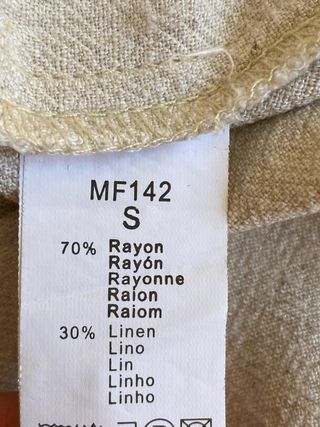 MF142
S
70% Rayon
Rayón
Rayonne
Raion
Raiom
30% Linen
Lino
Lin
Linho
Linho